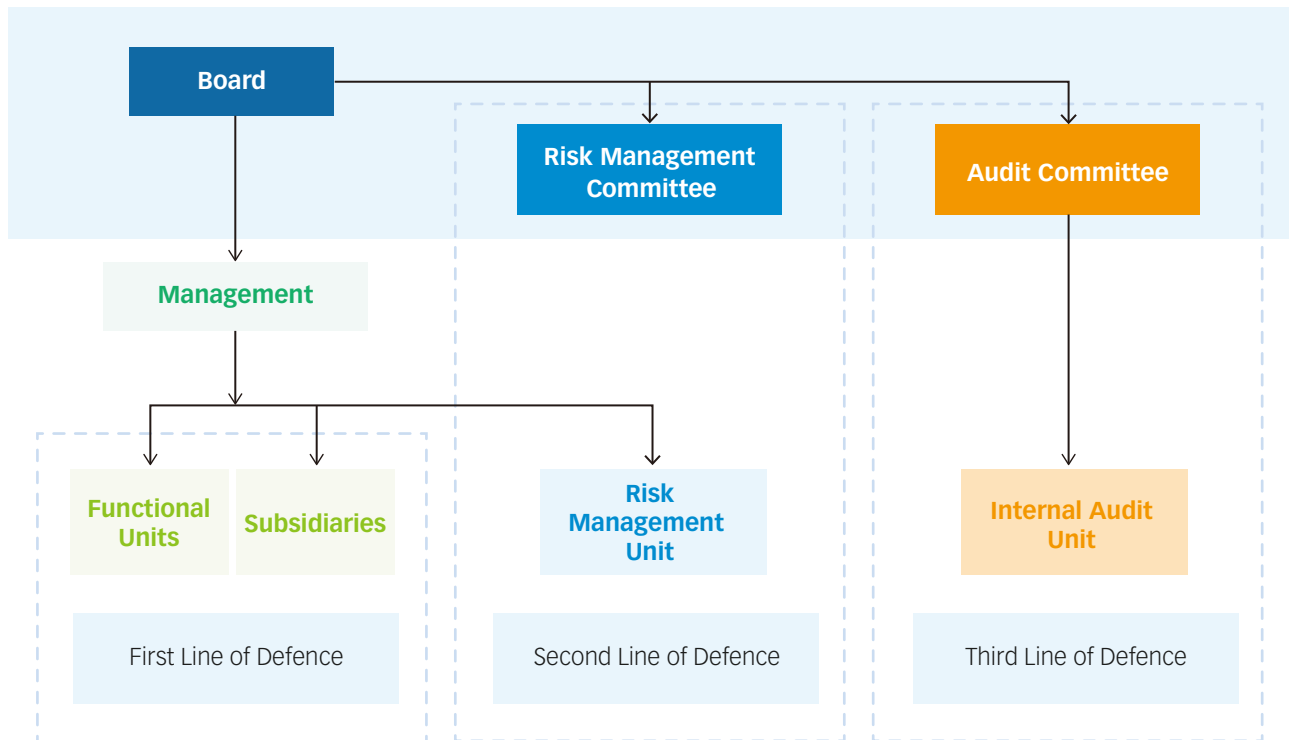 Board
Risk Management
Committee
Audit Committee
Management
Functional
Units
Subsidiaries
Risk
Management
Unit
Internal Audit
Unit
First Line of Defence
Second Line of Defence
Third Line of Defence